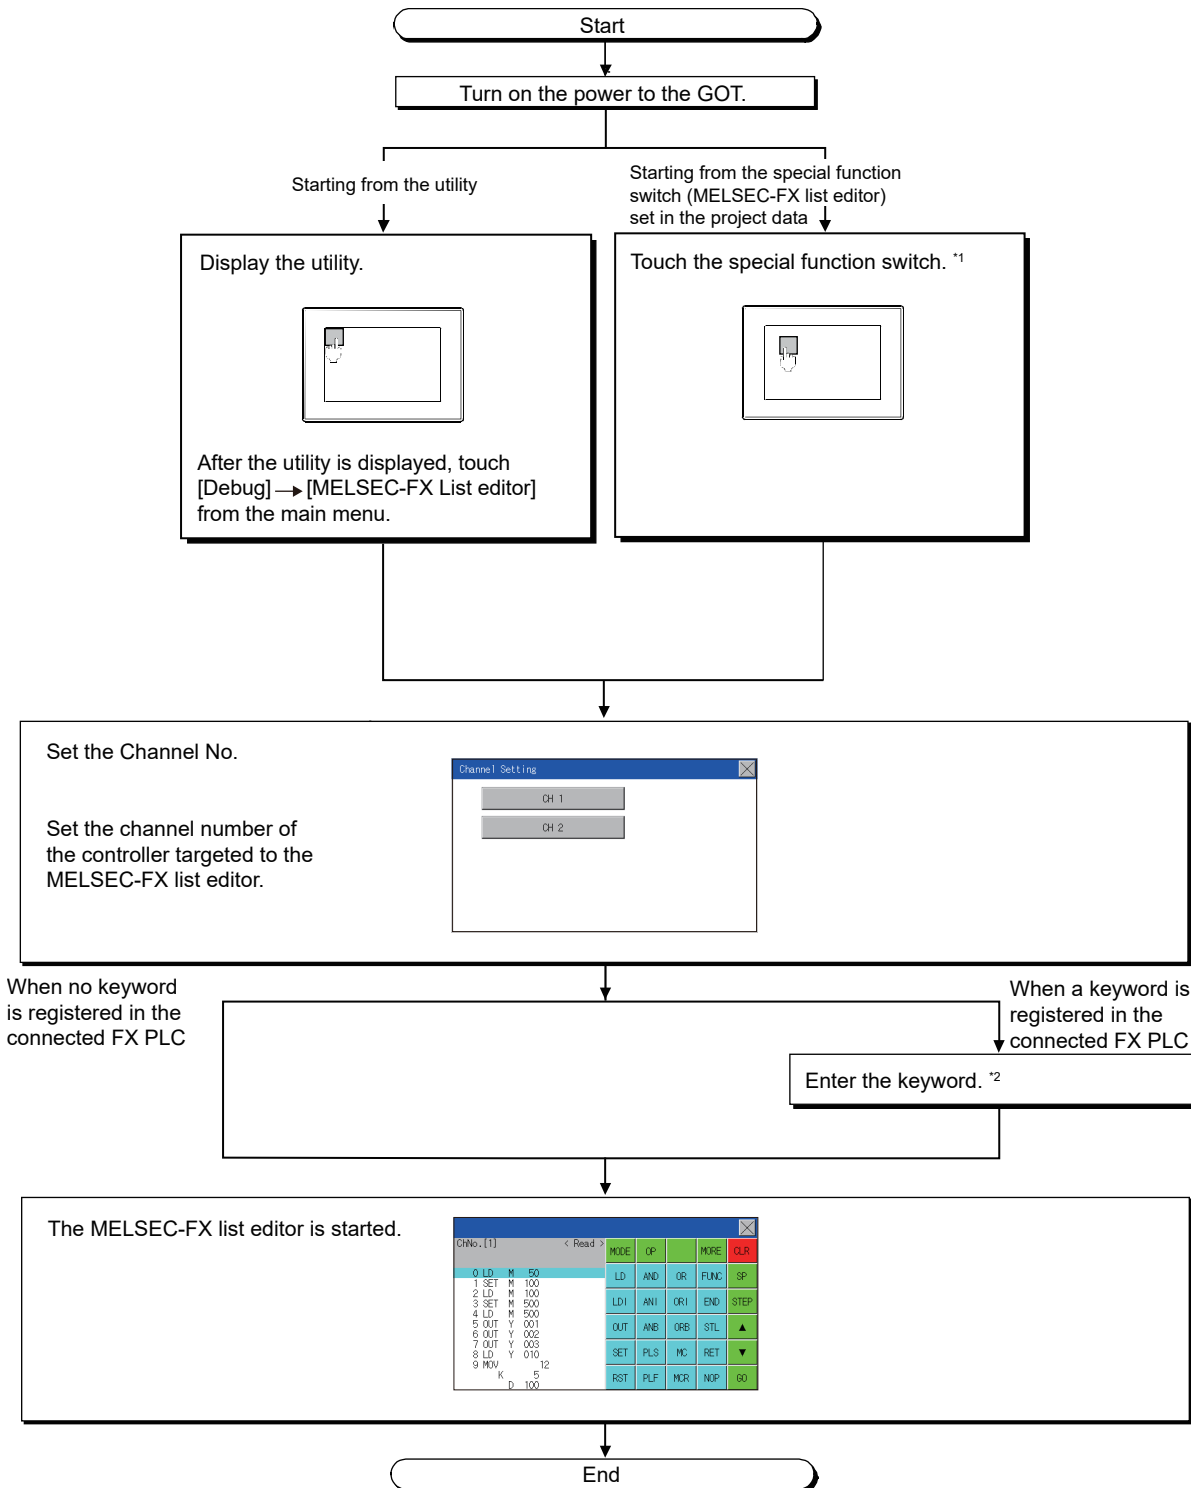 Start
Turn on the power to the GOT.
Starting from the utility
Starting from the special function
switch (MELSEC-FX list editor)
set in the project data
Display the utility.
After the utility is displayed, touch
[Debug] → [MELSEC-FX List editor]
from the main menu.
Touch the special function switch. *1
Set the Channel No.
Set the channel number of
the controller targeted to the
MELSEC-FX list editor.
Channel Setting
CH 1
CH 2
When no keyword
is registered in the
connected FX PLC
When a keyword is
registered in the
connected FX PLC
Enter the keyword. *2
The MELSEC-FX list editor is started.
ChNo.[1] < Read >
0 LD M 50
1 SET M 100
2 LD M 100
3 SET M 500
4 LD M 500
5 OUT Y 001
6 OUT Y 002
7 OUT Y 003
8 LD Y 010
9 MOV 12
K 5
D 100
MODE OP MORE CLR
LD AND OR FUNC SP
LDI ANI ORI END STEP
OUT ANB ORB STL ▲
SET PLS MC RET ▼
RST PLF MCR NOP GO
End